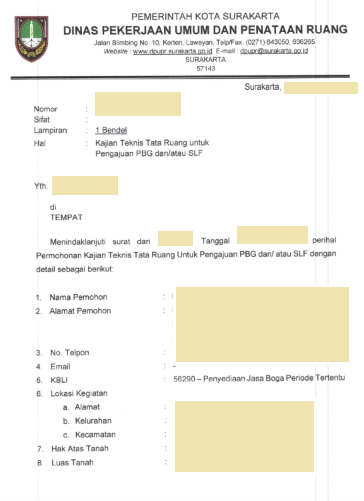 PEMERINTAH KOTA SURAKARTA
DINAS PEKERJAAN UMUM DAN PENATAAN RUANG
Jalan Blimbing No. 10, Kerten, Laweyan, Telp/Fax. (0271) 643050, 636265
Website : www.dpupr.surakarta.go.id E-mail : dpupr@surakarta.go.id
SURAKARTA
57143
Surakarta,
Nomor :
Sifat :
Lampiran : 1 Bendel
Hal : Kajian Teknis Tata Ruang untuk
Pengajuan PBG dan/atau SLF
Yth.
di
TEMPAT
Menindaklanjuti surat dari Tanggal perihal
Permohonan Kajian Teknis Tata Ruang Untuk Pengajuan PBG dan/ atau SLF dengan
detail sebagai berikut:
1. Nama Pemohon :
2. Alamat Pemohon :
3. No. Telpon :
4. Email : -
5. KBLI : 56290 – Penyediaan Jasa Boga Periode Tertentu
6. Lokasi Kegiatan
a. Alamat :
b. Kelurahan :
c. Kecamatan :
7. Hak Atas Tanah :
8. Luas Tanah :